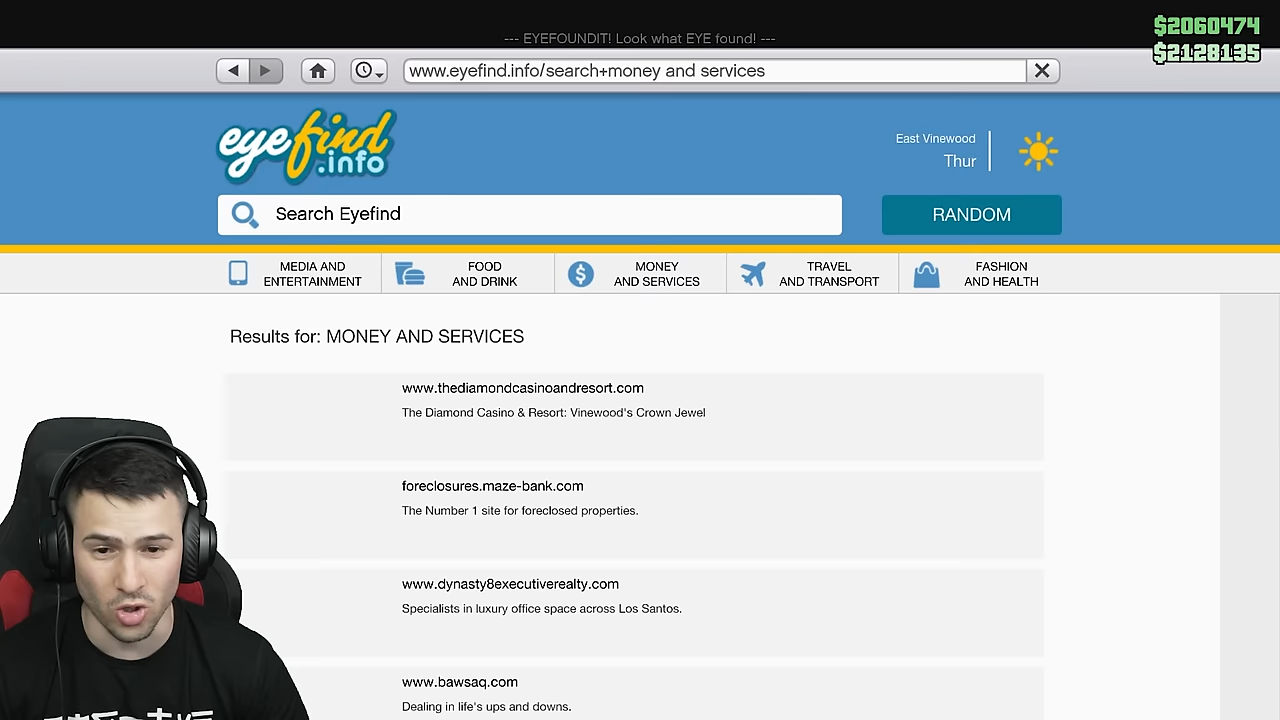 $2060474
--- EYEFOUNDIT! Look what EYE found! ---
$2128135
www.eyefind.info/search+money and services
eyefind
.info
East Vinewood
Thur
Search Eyefind
RANDOM
MEDIA AND
ENTERTAINMENT
FOOD
AND DRINK
MONEY
AND SERVICES
TRAVEL
AND TRANSPORT
FASHION
AND HEALTH
Results for: MONEY AND SERVICES
www.thediamondcasinoandresort.com
The Diamond Casino & Resort: Vinewood's Crown Jewel
foreclosures.maze-bank.com
The Number 1 site for foreclosed properties.
www.dynasty8executiverealty.com
Specialists in luxury office space across Los Santos.
www.bawsaq.com
Dealing in life's ups and downs.